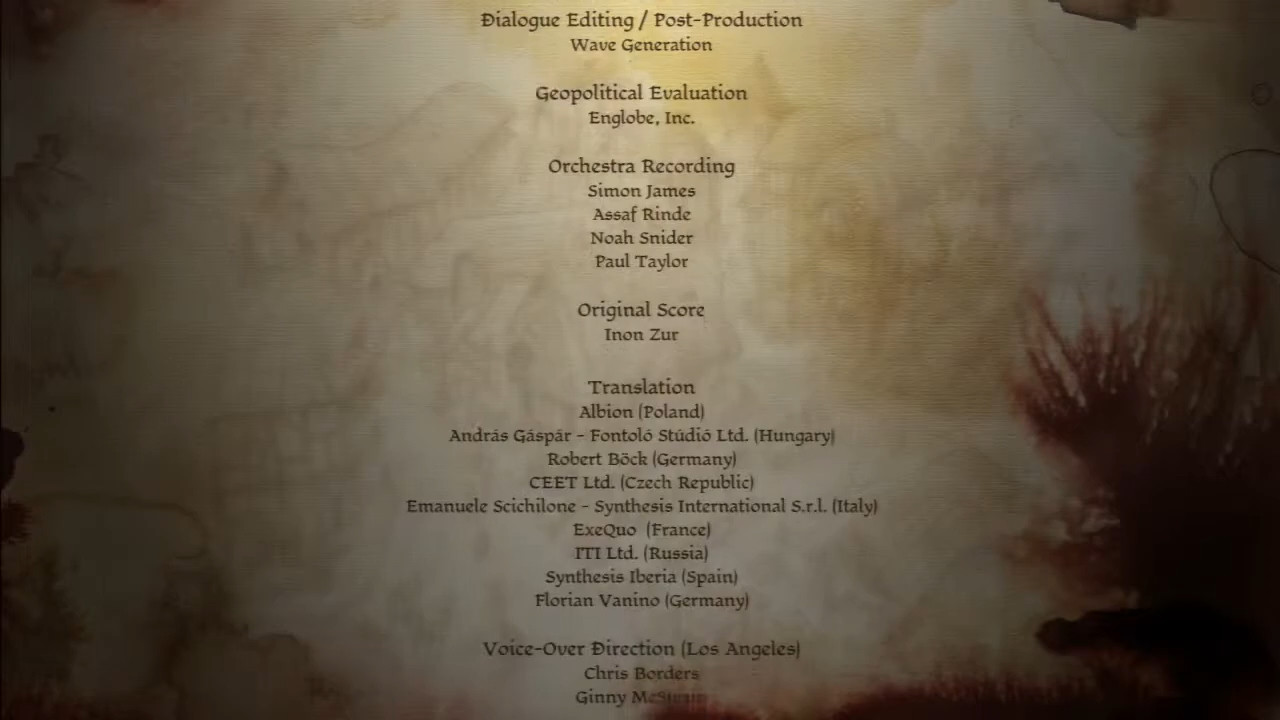 Dialogue Editing / Post-Production
Wave Generation
Geopolitical Evaluation
Englobe, Inc.
Orchestra Recording
Simon James
Assaf Rinde
Noah Snider
Paul Taylor
Original Score
Inon Zur
Translation
Albion (Poland)
András Gáspár - Fontoló Stúdió Ltd. (Hungary)
Robert Böck (Germany)
CEET Ltd. (Czech Republic)
Emanuele Scichilone - Synthesis International S.r.l. (Italy)
ExeQuo (France)
ITI Ltd. (Russia)
Synthesis Iberia (Spain)
Florian Vanino (Germany)
Voice-Over Direction (Los Angeles)
Chris Borders
Ginny